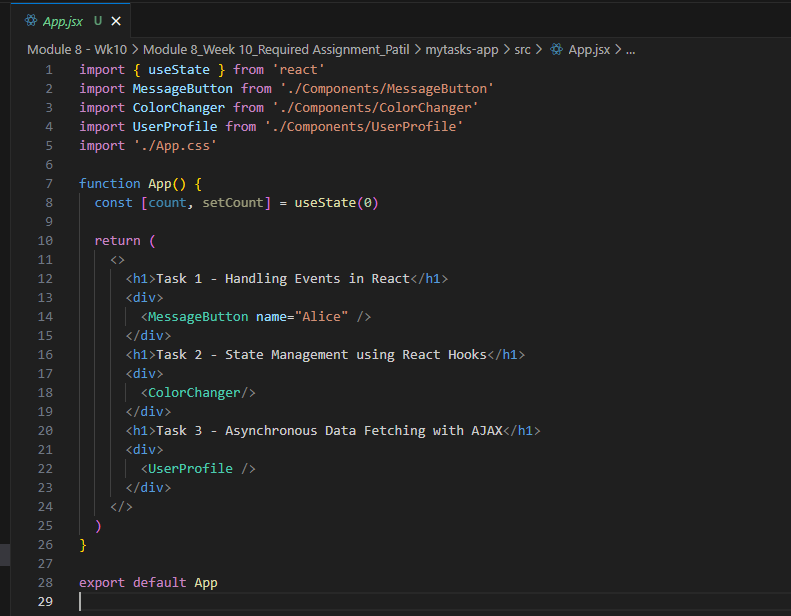 App.jsx U ×
Module 8 - Wk10 > Module 8_Week 10_Required Assignment_Patil > mytasks-app > src > App.jsx > ...
1 import { useState } from 'react'
2 import MessageButton from './Components/MessageButton'
3 import ColorChanger from './Components/ColorChanger'
4 import UserProfile from './Components/UserProfile'
5 import './App.css'
6
7 function App() {
8   const [count, setCount] = useState(0)
9
10   return (
11     <>
12       <h1>Task 1 - Handling Events in React</h1>
13       <div>
14         <MessageButton name="Alice" />
15       </div>
16       <h1>Task 2 - State Management using React Hooks</h1>
17       <div>
18         <ColorChanger/>
19       </div>
20       <h1>Task 3 - Asynchronous Data Fetching with AJAX</h1>
21       <div>
22         <UserProfile />
23       </div>
24     </>
25   )
26 }
27
28 export default App
29